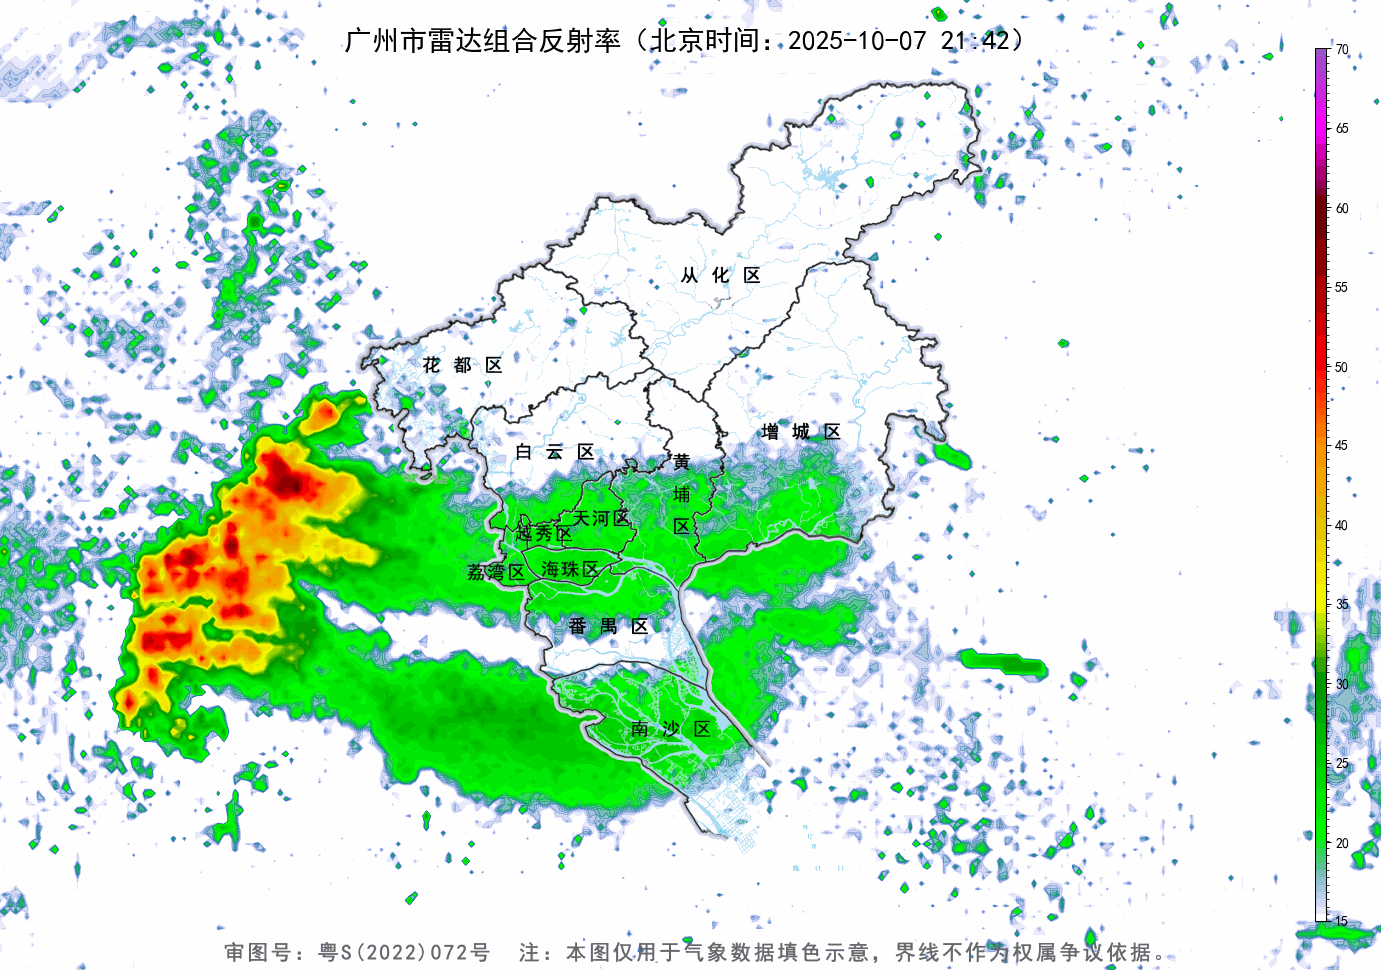 广州市雷达组合反射率（北京时间：2025-10-07 21:42）
70
65
60
55
50
45
40
35
30
25
20
15
从化区
花都区
增城区
白云区
黄埔区
天河区
越秀区
荔湾区
海珠区
番禺区
南沙区
审图号：粤S(2022)072号 注：本图仅用于气象数据填色示意，界线不作为权属争议依据。